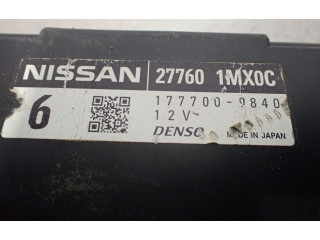 NISSAN 27760 1MX0C
6 177700-9840
12V
DENSO MADE IN JAPAN